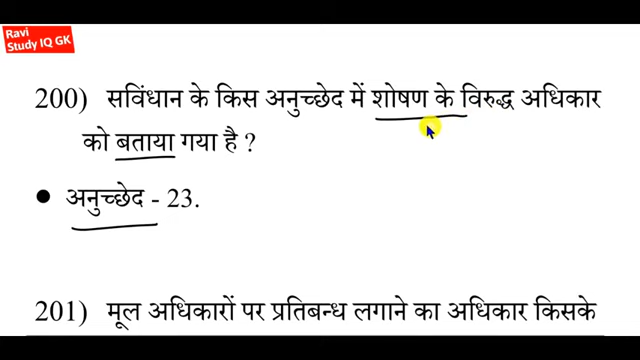 Ravi
Study IQ GK
200) सविंधान के किस अनुच्छेद में शोषण के विरुद्ध अधिकार
को बताया गया है ?
● अनुच्छेद - 23.
201) मूल अधिकारों पर प्रतिबन्ध लगाने का अधिकार किसके